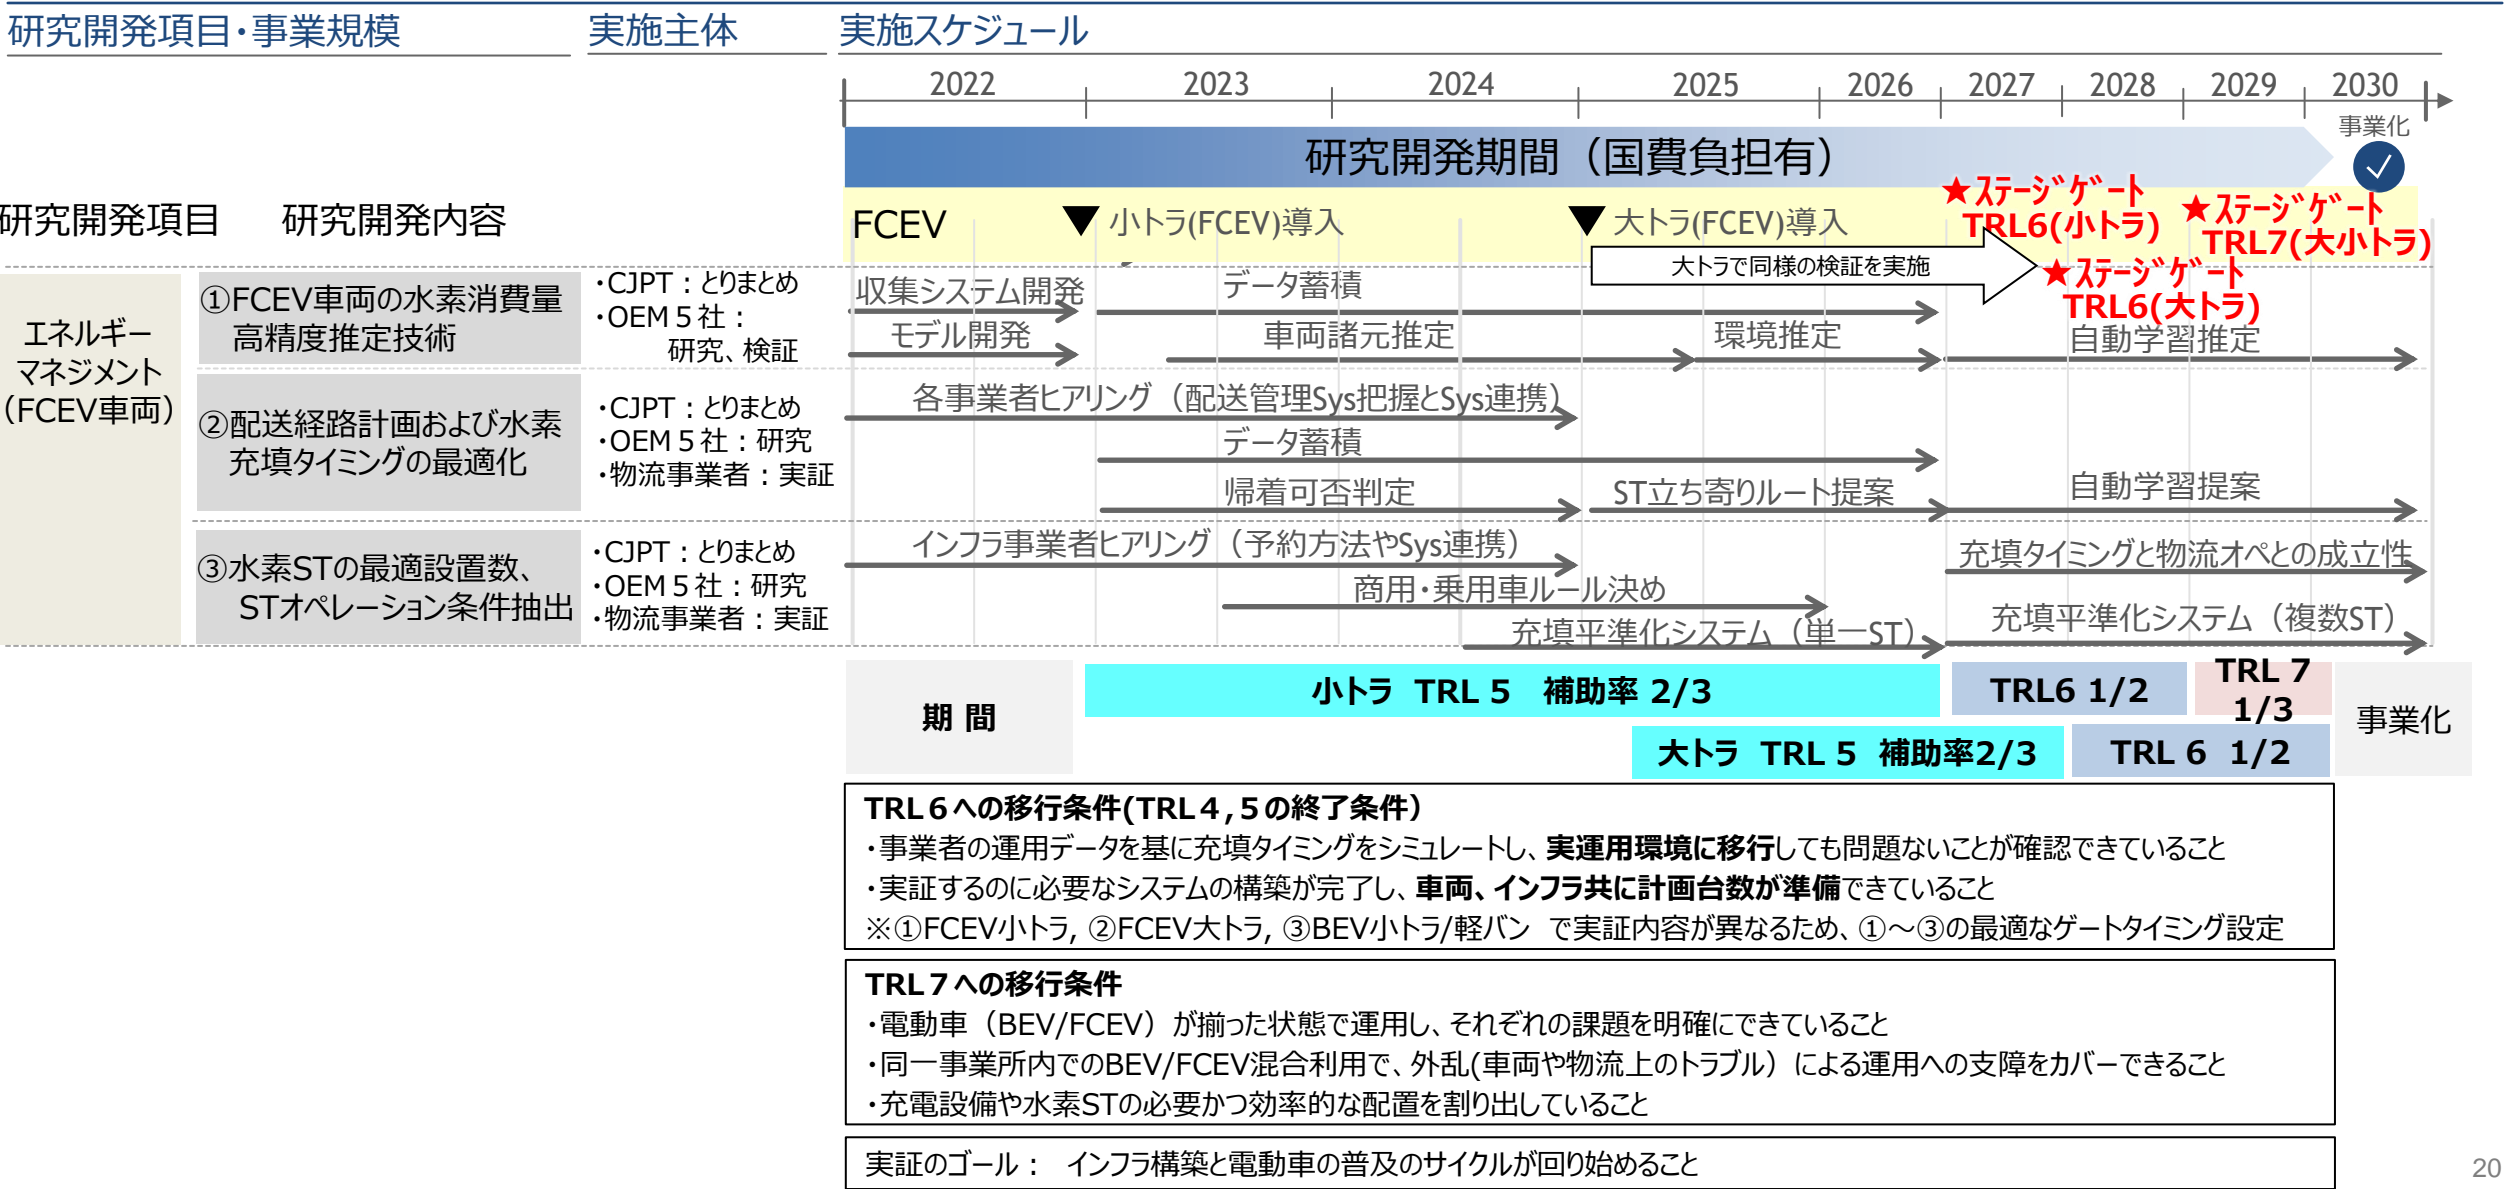 研究開発項目・事業規模
実施主体
実施スケジュール
2022 2023 2024 2025 2026 2027 2028 2029 2030
事業化
研究開発期間（国費負担有）
研究開発項目 研究開発内容
FCEV
▼ 小トラ(FCEV)導入
▼ 大トラ(FCEV)導入
★ｽﾃｰｼﾞｹﾞｰﾄ
TRL6(小トラ)
★ｽﾃｰｼﾞｹﾞｰﾄ
TRL7(大小トラ)
大トラで同様の検証を実施
★ｽﾃｰｼﾞｹﾞｰﾄ
TRL6(大トラ)
エネルギー
マネジメント
（FCEV車両）
①FCEV車両の水素消費量
高精度推定技術
・CJPT：とりまとめ
・OEM５社：
研究、検証
収集システム開発
データ蓄積
モデル開発
車両諸元推定
環境推定
自動学習推定
②配送経路計画および水素
充填タイミングの最適化
・CJPT：とりまとめ
・OEM５社：研究
・物流事業者：実証
各事業者ヒアリング（配送管理Sys把握とSys連携）
データ蓄積
帰着可否判定
ST立ち寄りルート提案
自動学習提案
③水素STの最適設置数、
STオペレーション条件抽出
・CJPT：とりまとめ
・OEM５社：研究
・物流事業者：実証
インフラ事業者ヒアリング（予約方法やSys連携）
充填タイミングと物流オペとの成立性
商用・乗用車ルール決め
充填平準化システム（単一ST）
充填平準化システム（複数ST）
期 間
小トラ TRL 5 補助率 2/3
TRL6 1/2
TRL 7
1/3
大トラ TRL 5 補助率2/3
TRL 6 1/2
事業化
TRL６への移行条件(TRL４,５の終了条件）
・事業者の運用データを基に充填タイミングをシミュレートし、実運用環境に移行しても問題ないことが確認できていること
・実証するのに必要なシステムの構築が完了し、車両、インフラ共に計画台数が準備できていること
※①FCEV小トラ, ②FCEV大トラ, ③BEV小トラ/軽バン で実証内容が異なるため、①～③の最適なゲートタイミング設定
TRL７への移行条件
・電動車（BEV/FCEV）が揃った状態で運用し、それぞれの課題を明確にできていること
・同一事業所内でのBEV/FCEV混合利用で、外乱(車両や物流上のトラブル）による運用への支障をカバーできること
・充電設備や水素STの必要かつ効率的な配置を割り出していること
実証のゴール： インフラ構築と電動車の普及のサイクルが回り始めること
20